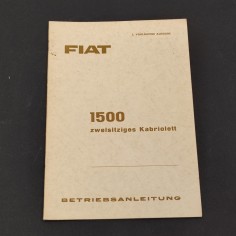 FIAT
1500
zweisitziges Kabriolett
BETRIEBSANLEITUNG